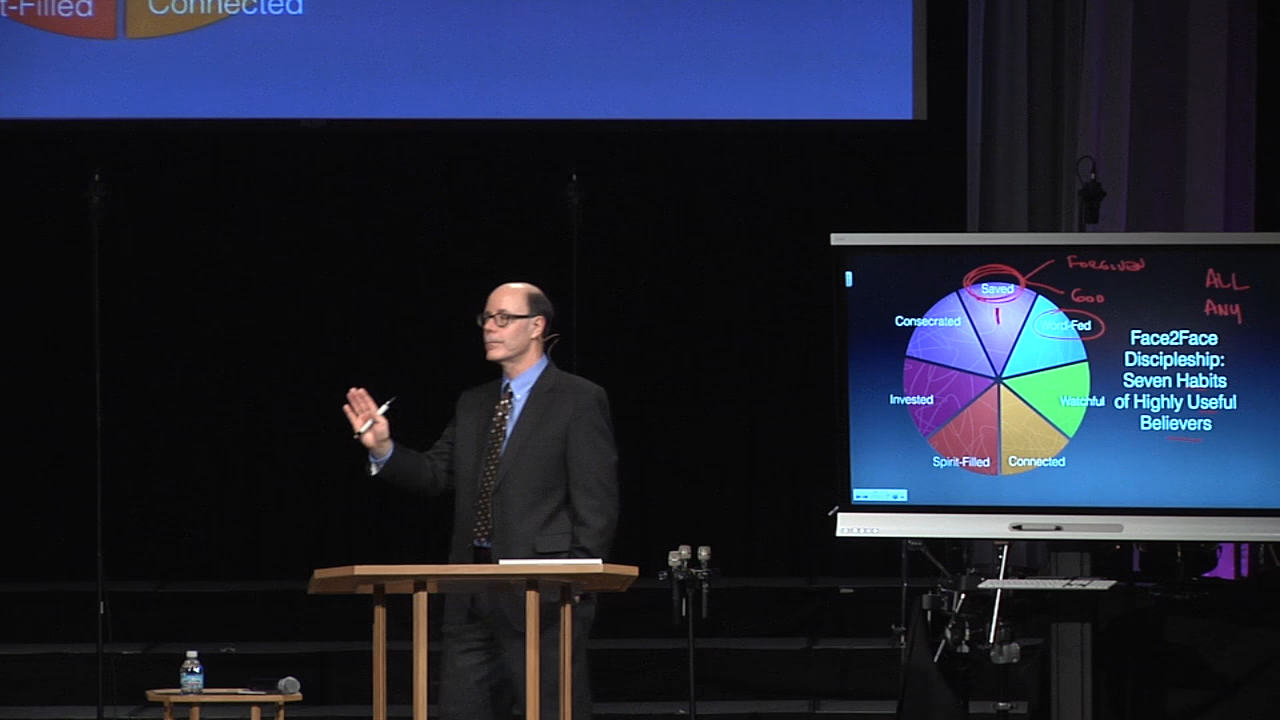 t-Filled
Connected
FORGIVEN
Saved
GOD
ALL
ANY
Consecrated
Word-Fed
Face2Face
Discipleship:
Seven Habits
of Highly Useful
Believers
Invested
Watchful
Spirit-Filled
Connected